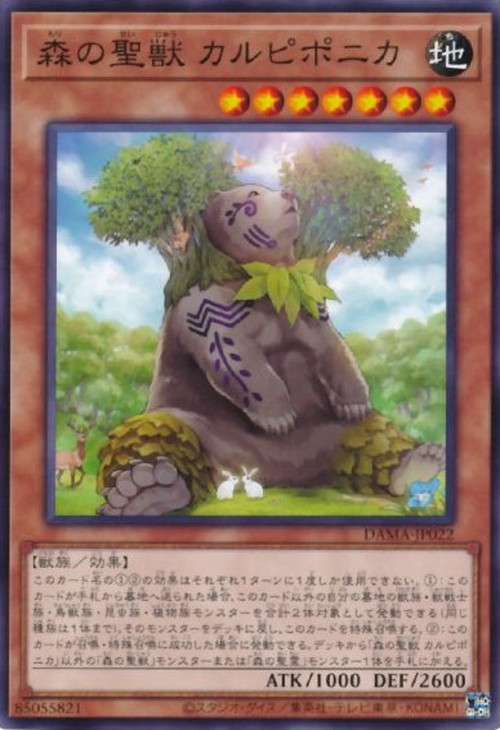 森の聖獣 カルピポニカ
地
DAMA-JP022
【獣族／効果】
このカード名の①②の効果はそれぞれ1ターンに1度しか使用できない。①：この
カードが手札から墓地へ送られた場合、このカード以外の自分の墓地の獣族・獣戦士
族・鳥獣族・昆虫族・植物族モンスターを合計2体対象として発動できる(同じ
種族は1体まで)。そのモンスターをデッキに戻し、このカードを特殊召喚する。②：この
カードが召喚・特殊召喚に成功した場合に発動できる。デッキから「森の聖獣 カルピポ
ニカ」以外の「森の聖獣」モンスターまたは「森の聖霊」モンスター1体を手札に加える。
ATK/1000 DEF/2600
85055821 ©スタジオ・ダイス／集英社・テレビ東京・KONAMI